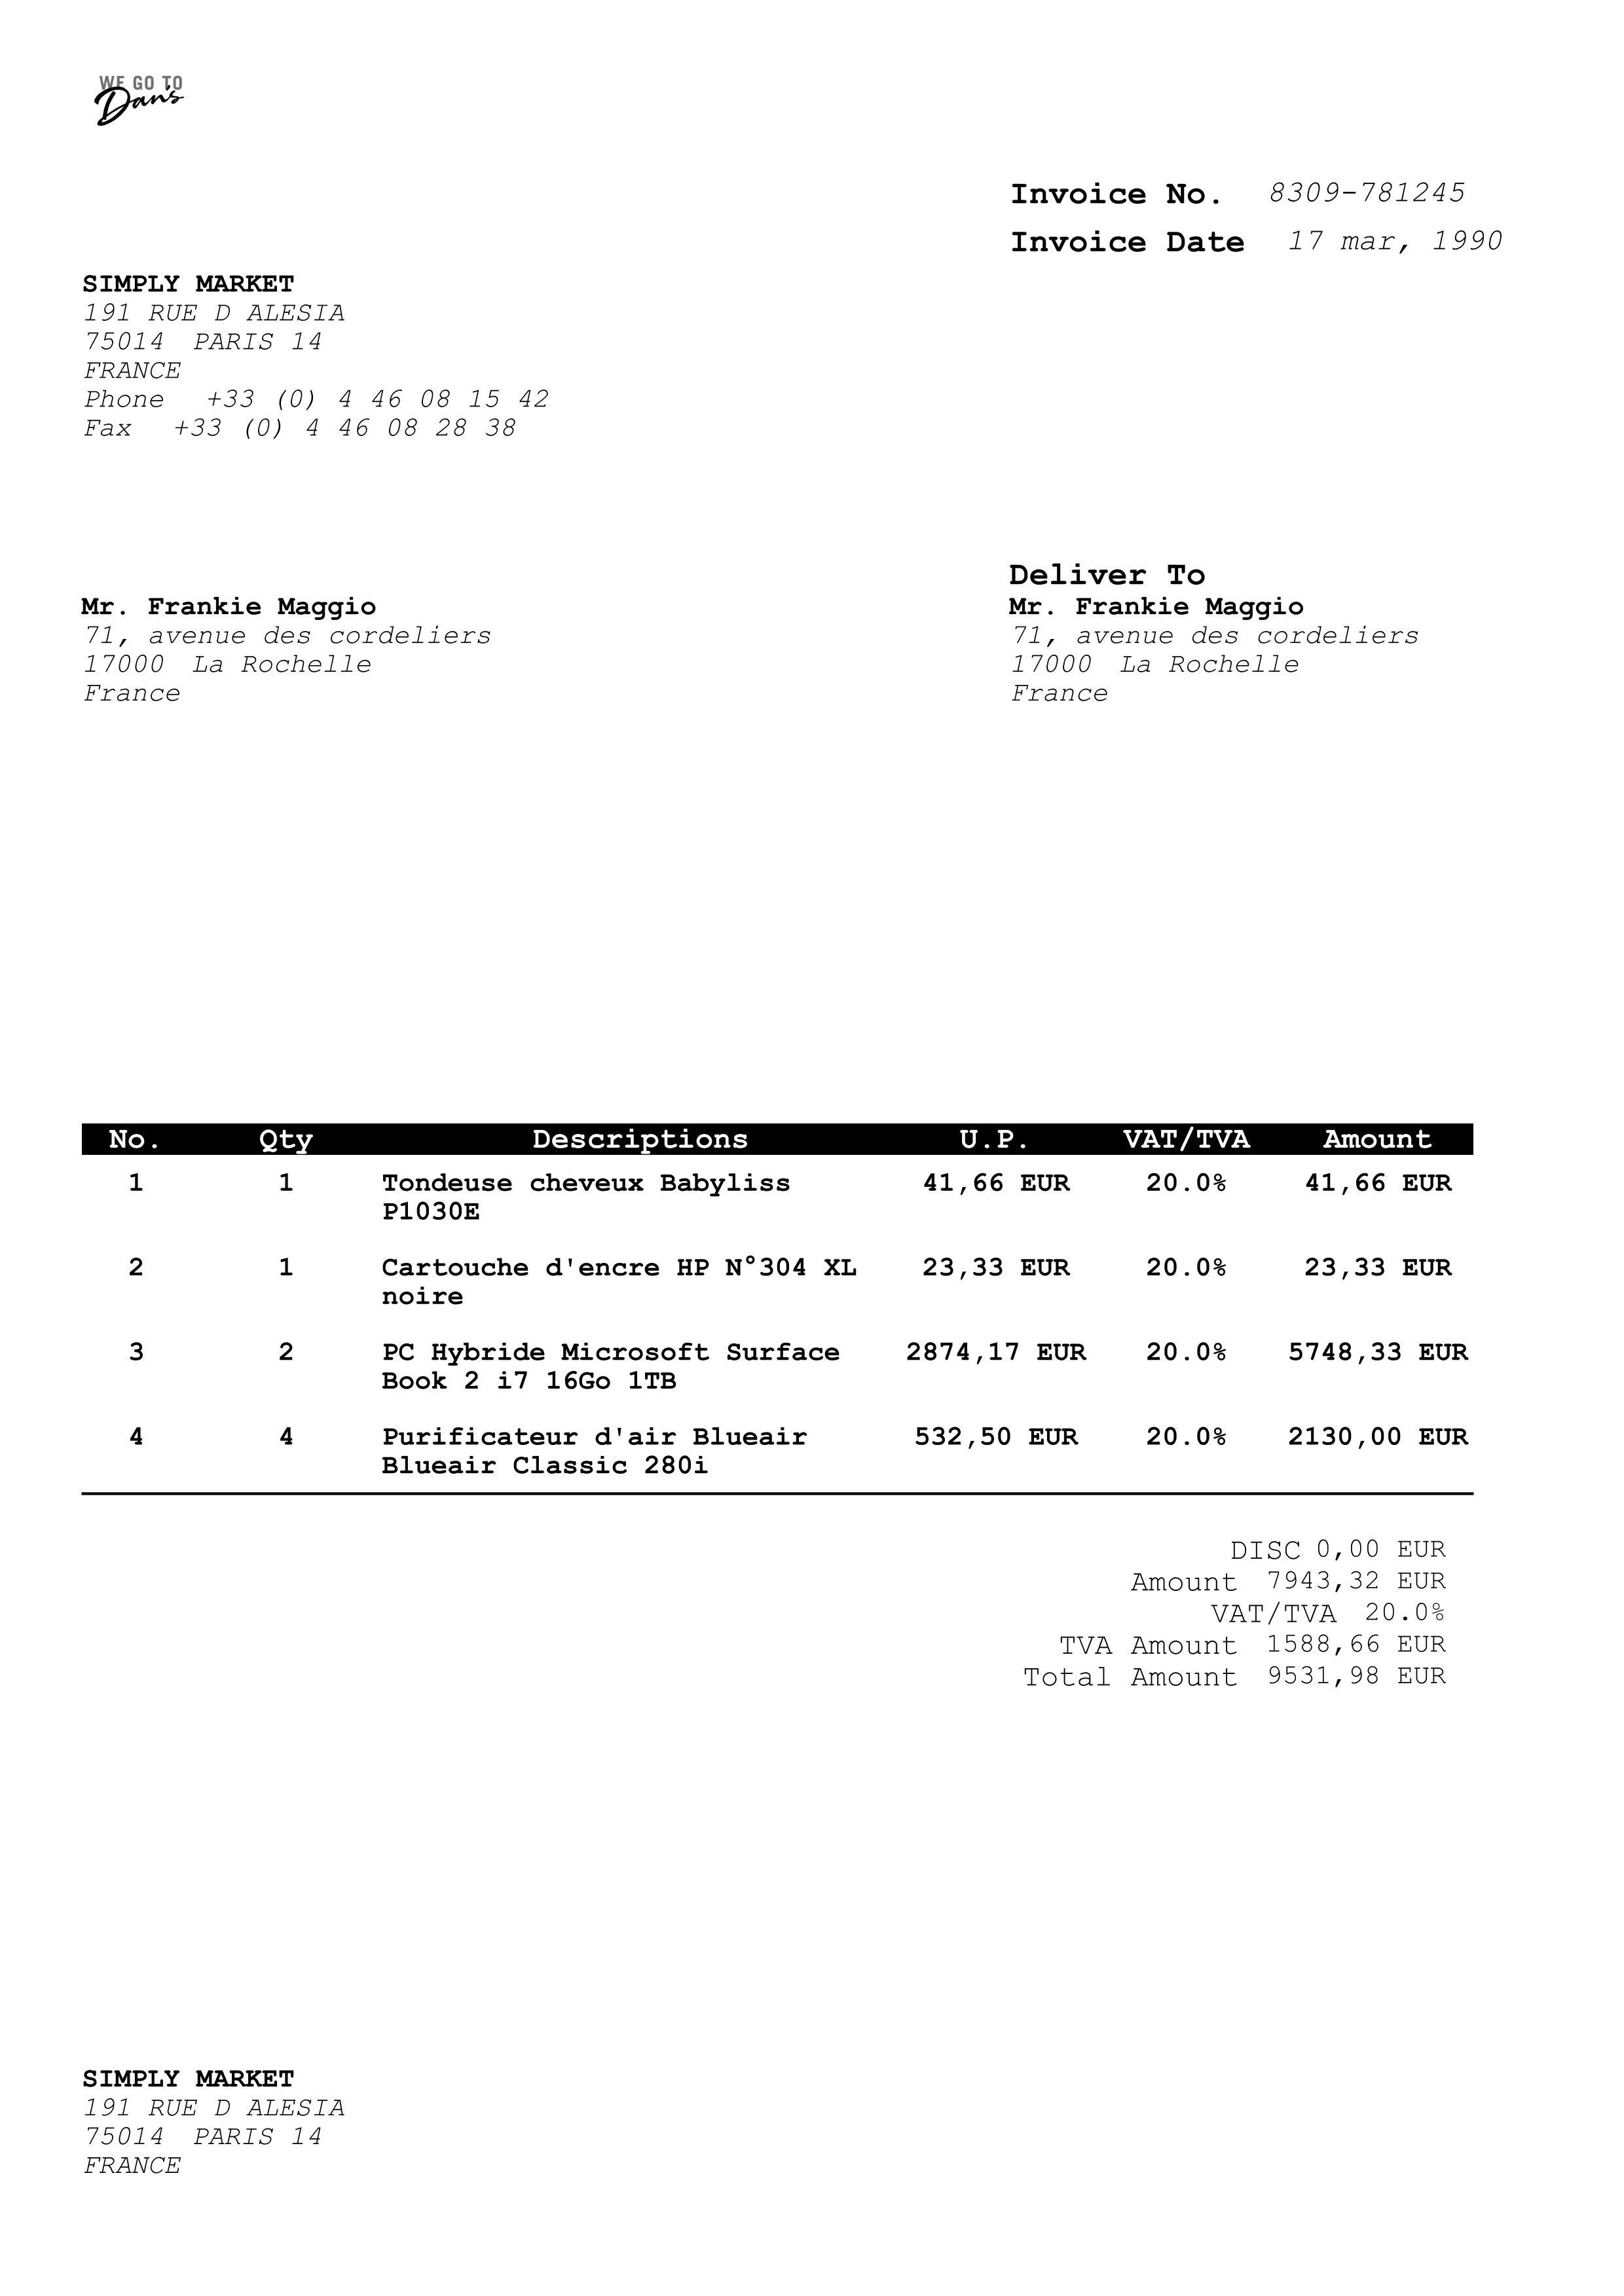 WE GO TO
Dan's
Invoice No. 8309-781245
Invoice Date 17 mar, 1990
SIMPLY MARKET
191 RUE D ALESIA
75014 PARIS 14
FRANCE
Phone +33 (0) 4 46 08 15 42
Fax +33 (0) 4 46 08 28 38
Mr. Frankie Maggio
71, avenue des cordeliers
17000 La Rochelle
France
Deliver To
Mr. Frankie Maggio
71, avenue des cordeliers
17000 La Rochelle
France
No. Qty Descriptions U.P. VAT/TVA Amount
1 1 Tondeuse cheveux Babyliss 41,66 EUR 20.0% 41,66 EUR
P1030E
2 1 Cartouche d'encre HP N°304 XL 23,33 EUR 20.0% 23,33 EUR
noire
3 2 PC Hybride Microsoft Surface 2874,17 EUR 20.0% 5748,33 EUR
Book 2 i7 16Go 1TB
4 4 Purificateur d'air Blueair 532,50 EUR 20.0% 2130,00 EUR
Blueair Classic 280i
DISC 0,00 EUR
Amount 7943,32 EUR
VAT/TVA 20.0%
TVA Amount 1588,66 EUR
Total Amount 9531,98 EUR
SIMPLY MARKET
191 RUE D ALESIA
75014 PARIS 14
FRANCE